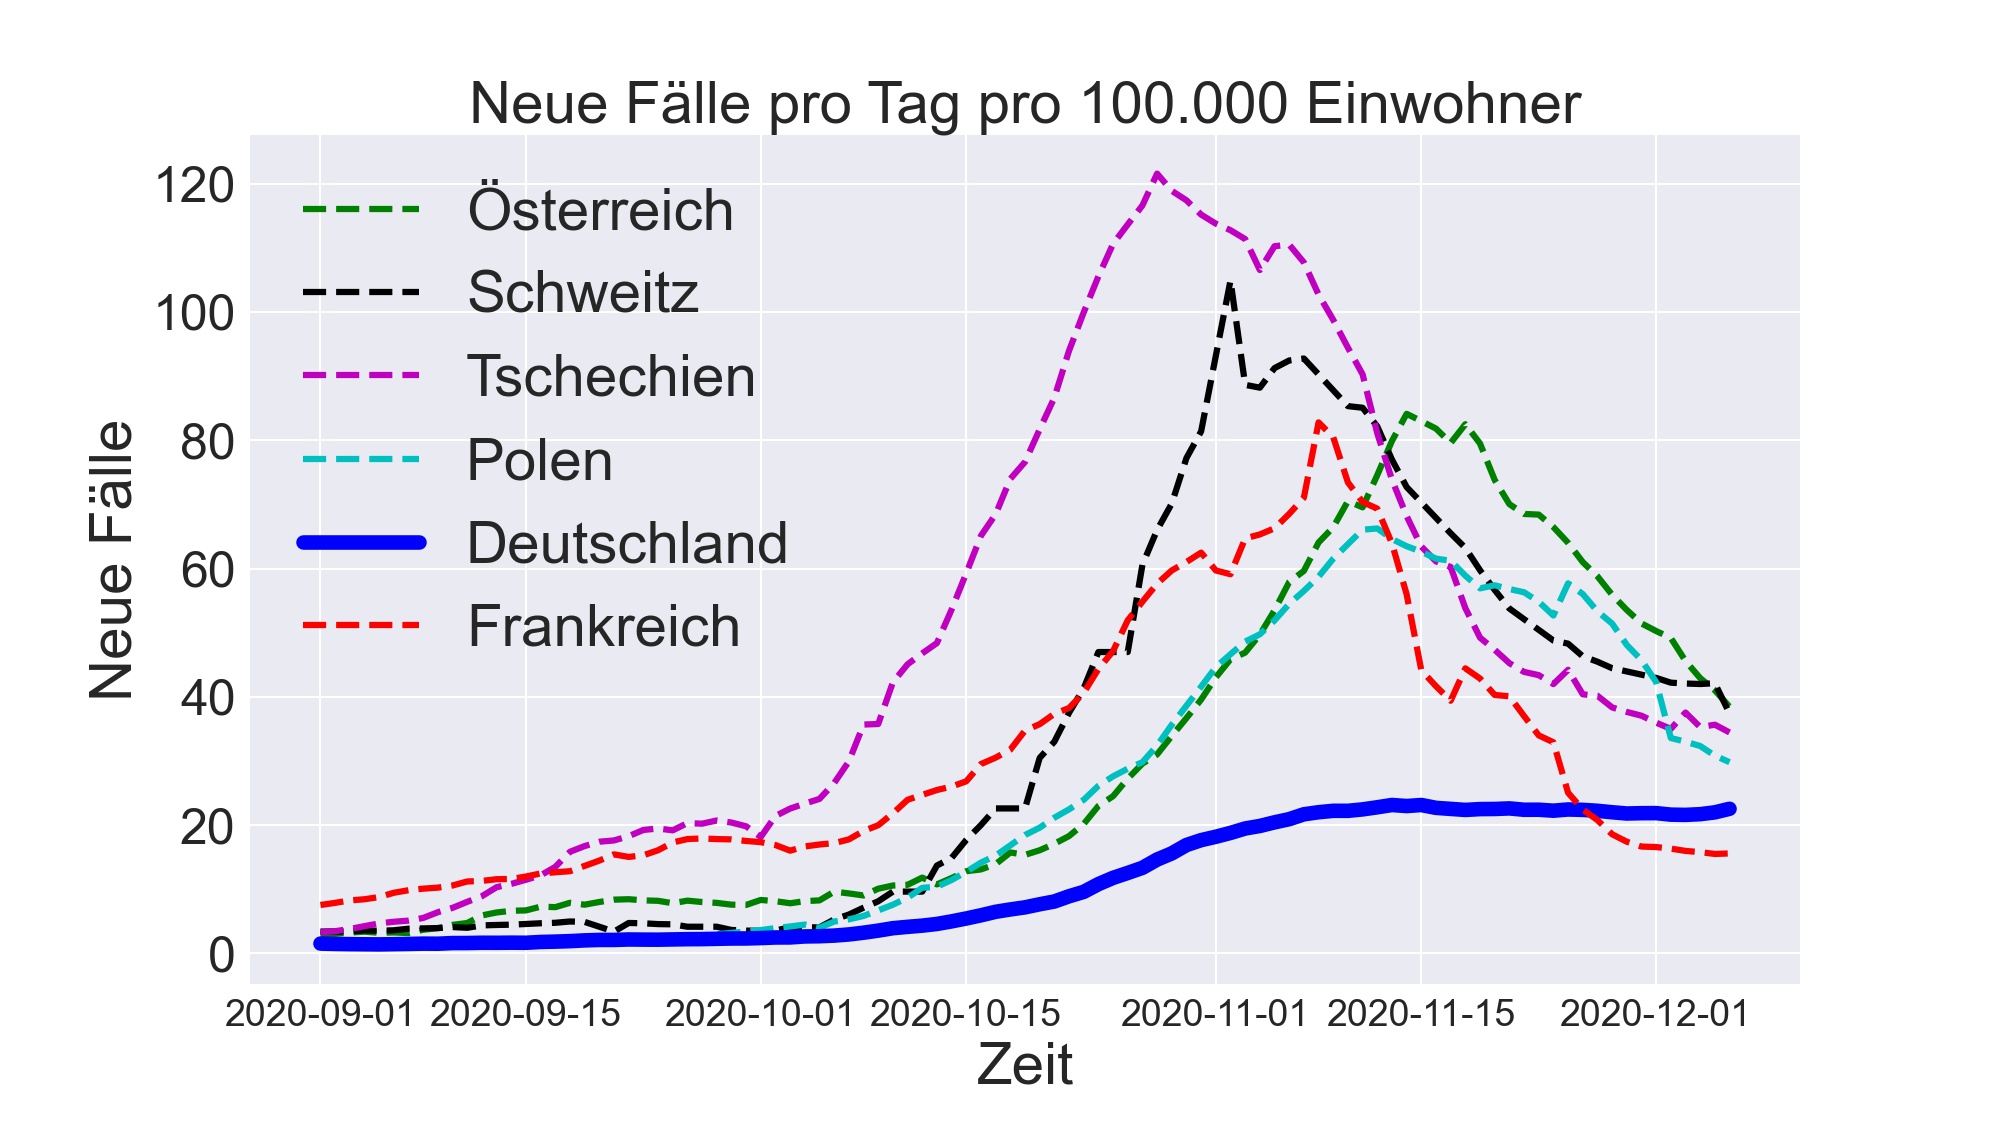 Neue Fälle pro Tag pro 100.000 Einwohner
Neue Fälle
120
100
80
60
40
20
0
Österreich
Schweitz
Tschechien
Polen
Deutschland
Frankreich
2020-09-01 2020-09-15 2020-10-01 2020-10-15 2020-11-01 2020-11-15 2020-12-01
Zeit